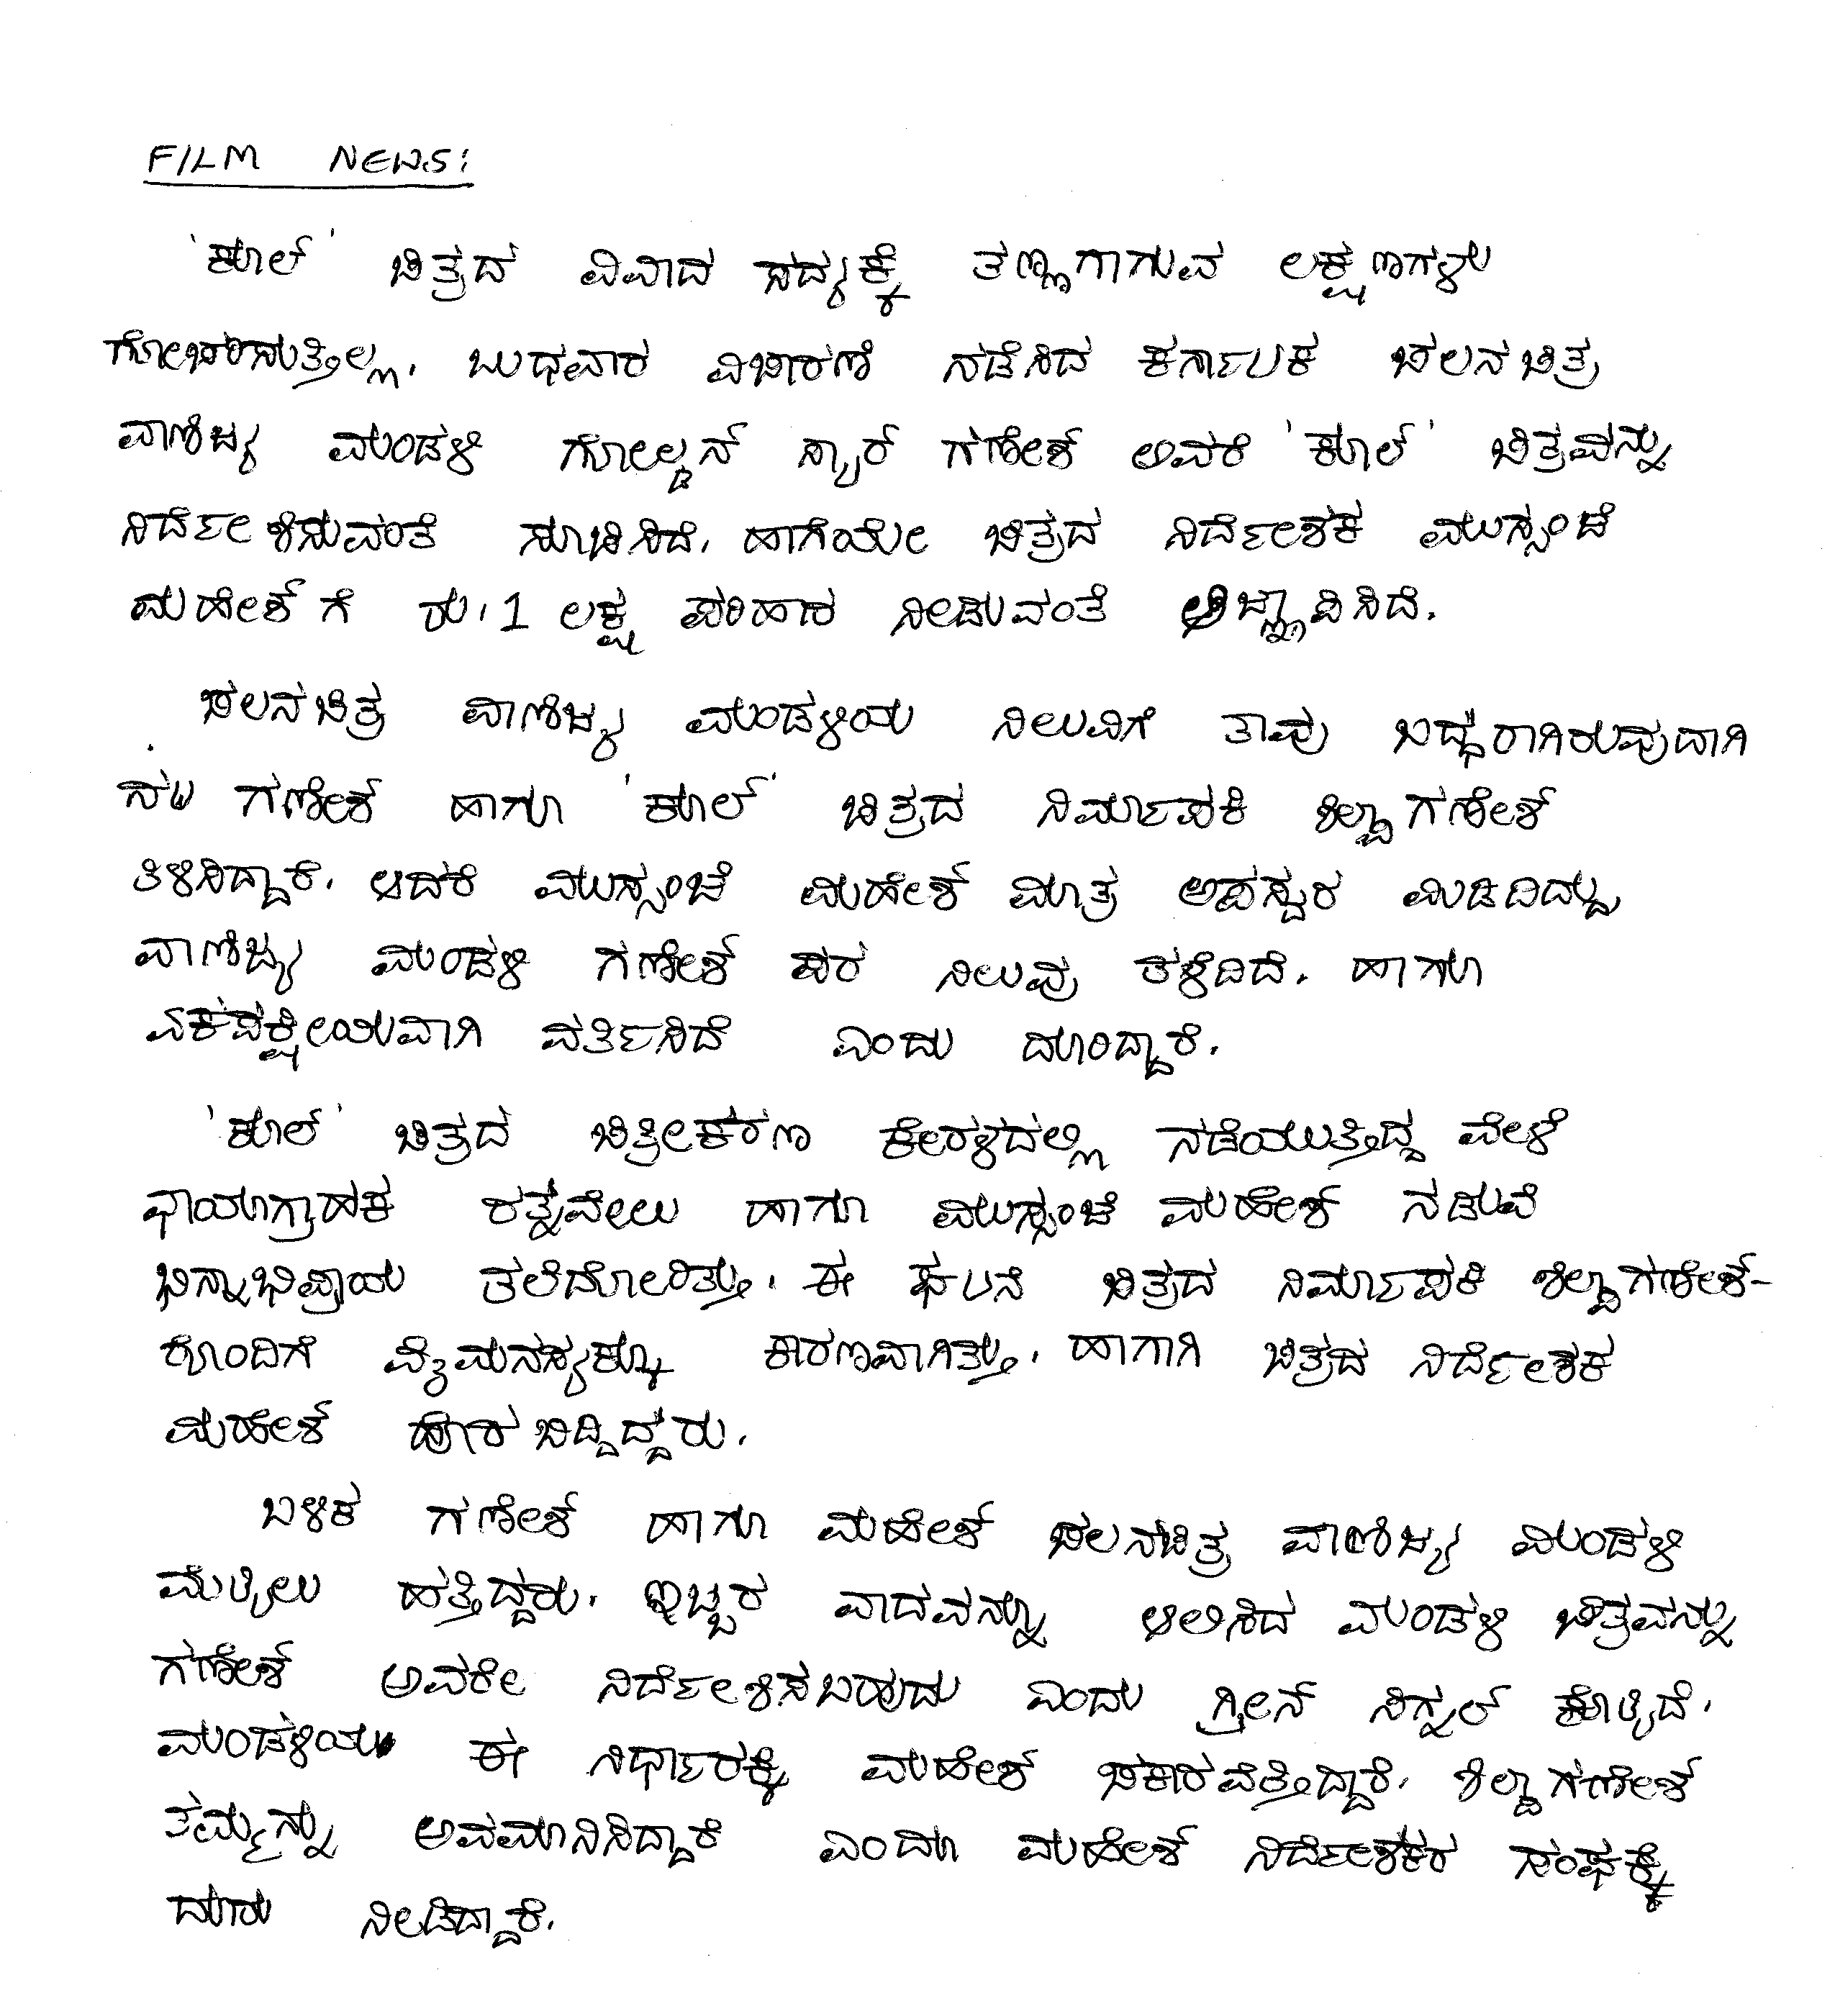 FILM NEWS:
'ಕೂಲ್' ಚಿತ್ರದ ವಿವಾದ ಸದ್ಯಕ್ಕೆ ತಣ್ಣಗಾಗುವ ಲಕ್ಷಣಗಳು
ಗೋಚರಿಸುತ್ತಿಲ್ಲ. ಬುಧವಾರ ವಿಚಾರಣೆ ನಡೆಸಿದ ಕರ್ನಾಟಕ ಚಲನಚಿತ್ರ
ವಾಣಿಜ್ಯ ಮಂಡಳಿ ಗೋಲ್ಡನ್ ಸ್ಟಾರ್ ಗಣೇಶ್ ಅವರೆ 'ಕೂಲ್' ಚಿತ್ರವನ್ನು
ನಿರ್ದೇಶಿಸುವಂತೆ ಸೂಚಿಸಿದೆ. ಹಾಗೆಯೇ ಚಿತ್ರದ ನಿರ್ದೇಶಕ ಮುಸ್ಸಂಜೆ
ಮಹೇಶ್ ಗೆ ರು.1 ಲಕ್ಷ ಪರಿಹಾರ ನೀಡುವಂತೆ ಆಜ್ಞಾಪಿಸಿದೆ.
ಚಲನಚಿತ್ರ ವಾಣಿಜ್ಯ ಮಂಡಳಿಯ ನಿಲುವಿಗೆ ತಾವು ಬದ್ಧರಾಗಿರುವುದಾಗಿ
ನಟ ಗಣೇಶ್ ಹಾಗೂ 'ಕೂಲ್' ಚಿತ್ರದ ನಿರ್ಮಾಪಕಿ ಶಿಲ್ಪಾಗಣೇಶ್
ತಿಳಿಸಿದ್ದಾರೆ. ಆದರೆ ಮುಸ್ಸಂಜೆ ಮಹೇಶ್ ಮಾತ್ರ ಅಪಸ್ವರ ಮಿಡಿದಿದ್ದು
ವಾಣಿಜ್ಯ ಮಂಡಳಿ ಗಣೇಶ್ ಪರ ನಿಲುವು ತಳೆದಿದೆ. ಹಾಗೂ
ಏಕಪಕ್ಷೀಯವಾಗಿ ವರ್ತಿಸಿದೆ ಎಂದು ದೂರಿದ್ದಾರೆ.
'ಕೂಲ್' ಚಿತ್ರದ ಚಿತ್ರೀಕರಣ ಕೇರಳದಲ್ಲಿ ನಡೆಯುತ್ತಿದ್ದ ವೇಳೆ
ಛಾಯಾಗ್ರಾಹಕ ರತ್ನವೇಲು ಹಾಗೂ ಮುಸ್ಸಂಜೆ ಮಹೇಶ್ ನಡುವೆ
ಭಿನ್ನಾಭಿಪ್ರಾಯ ತಲೆದೋರಿತ್ತು. ಈ ಘಟನೆ ಚಿತ್ರದ ನಿರ್ಮಾಪಕಿ ಶಿಲ್ಪಾಗಣೇಶ್-
ರೊಂದಿಗೆ ವೈಮನಸ್ಯಕ್ಕೂ ಕಾರಣವಾಗಿತ್ತು. ಹಾಗಾಗಿ ಚಿತ್ರದ ನಿರ್ದೇಶಕ
ಮಹೇಶ್ ಹೊರಬಿದ್ದಿದ್ದರು.
ಬಳಿಕ ಗಣೇಶ್ ಹಾಗೂ ಮಹೇಶ್ ಚಲನಚಿತ್ರ ವಾಣಿಜ್ಯ ಮಂಡಳಿ
ಮೆಟ್ಟಿಲು ಹತ್ತಿದ್ದರು. ಇಬ್ಬರ ವಾದವನ್ನೂ ಆಲಿಸಿದ ಮಂಡಳಿ ಚಿತ್ರವನ್ನು
ಗಣೇಶ್ ಅವರೇ ನಿರ್ದೇಶಿಸಬಹುದು ಎಂದು ಗ್ರೀನ್ ಸಿಗ್ನಲ್ ಕೊಟ್ಟಿದೆ.
ಮಂಡಳಿಯ ಈ ನಿರ್ಧಾರಕ್ಕೆ ಮಹೇಶ್ ಚಕಾರವೆತ್ತಿದ್ದಾರೆ. ಶಿಲ್ಪಾಗಣೇಶ್
ತಮ್ಮನ್ನು ಅವಮಾನಿಸಿದ್ದಾರೆ ಎಂದೂ ಮಹೇಶ್ ನಿರ್ದೇಶಕರ ಸಂಘಕ್ಕೆ
ದೂರು ನೀಡಿದ್ದಾರೆ.